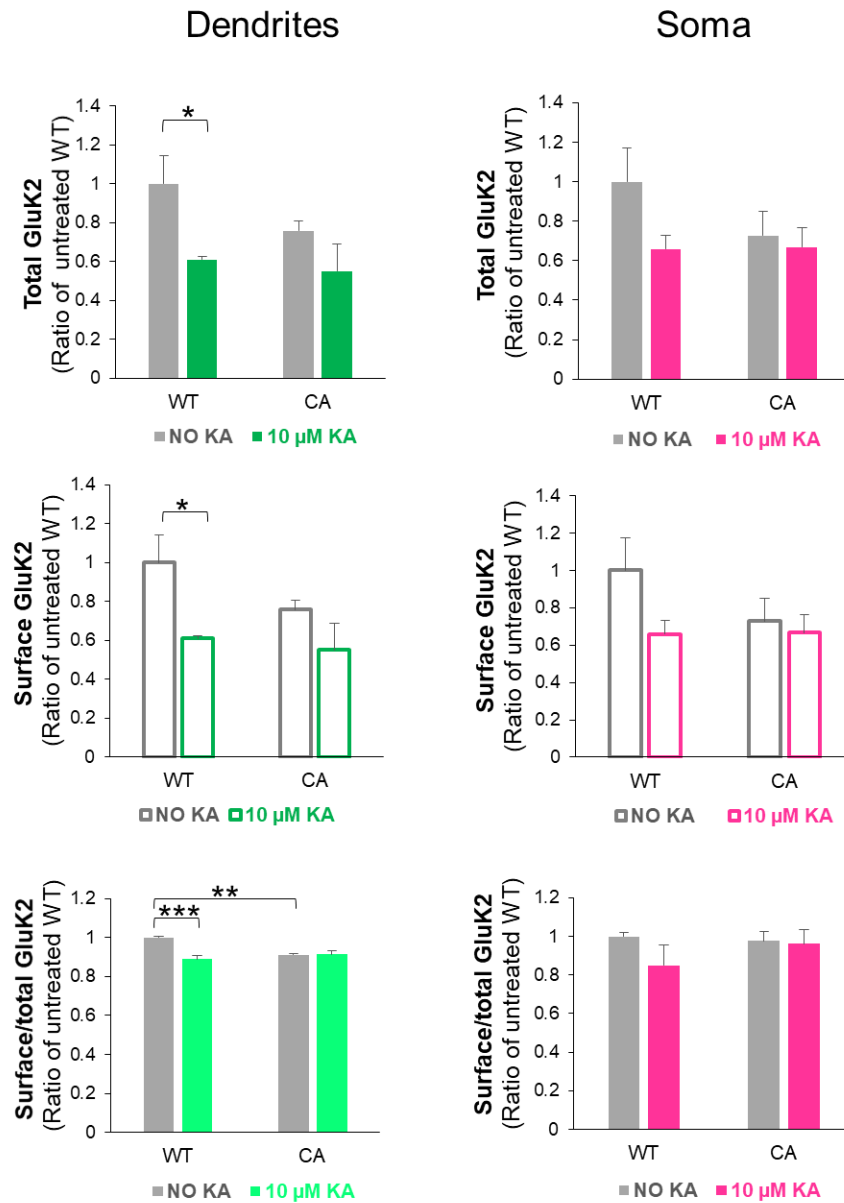 Dendrites
Soma
Total GluK2
(Ratio of untreated WT)
1.4
1.2
1
0.8
0.6
0.4
0.2
0
*
WT
CA
NO KA
10 µM KA
Total GluK2
(Ratio of untreated WT)
1.4
1.2
1
0.8
0.6
0.4
0.2
0
WT
CA
NO KA
10 µM KA
Surface GluK2
(Ratio of untreated WT)
1.4
1.2
1
0.8
0.6
0.4
0.2
0
*
WT
CA
NO KA
10 µM KA
Surface GluK2
(Ratio of untreated WT)
1.4
1.2
1
0.8
0.6
0.4
0.2
0
WT
CA
NO KA
10 µM KA
Surface/total GluK2
(Ratio of untreated WT)
1.2
1
0.8
0.6
0.4
0.2
0
**
***
WT
CA
NO KA
10 µM KA
Surface/total GluK2
(Ratio of untreated WT)
1.2
1
0.8
0.6
0.4
0.2
0
WT
CA
NO KA
10 µM KA